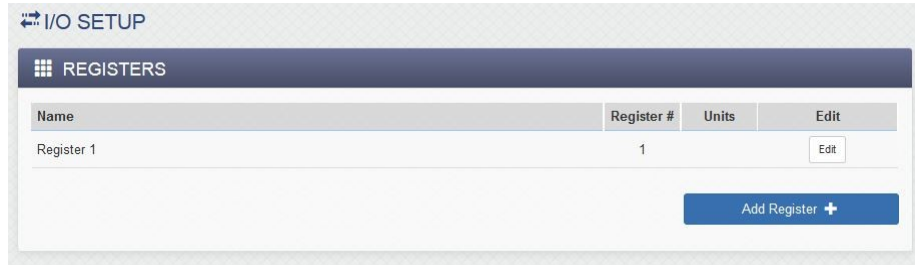 I/O SETUP
REGISTERS
Name Register # Units Edit
Register 1 1 Edit
Add Register